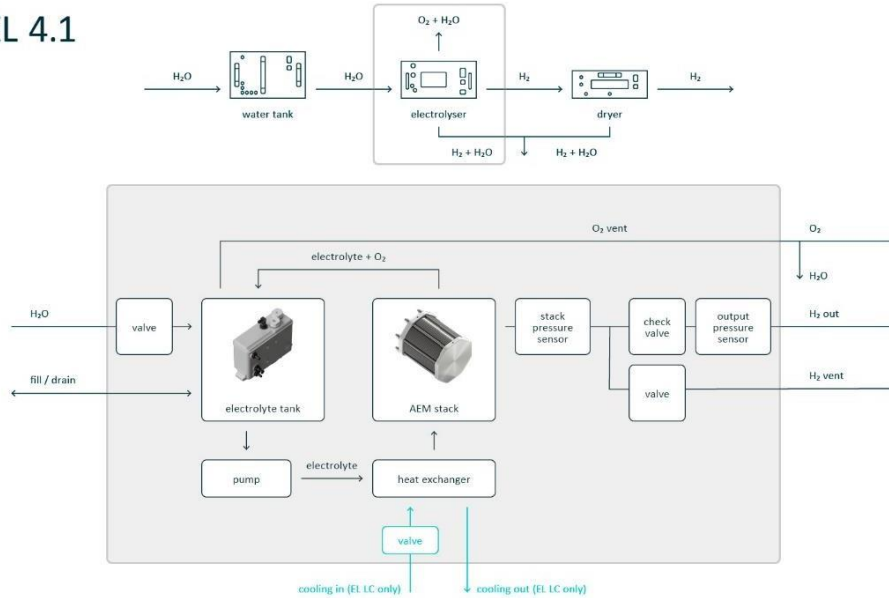 EL 4.1
O₂ + H₂O
H₂O
H₂O
H₂
H₂
water tank
electrolyser
dryer
H₂ + H₂O
H₂ + H₂O
O₂ vent
O₂
electrolyte + O₂
H₂O
H₂O
valve
stack
pressure
sensor
check
valve
output
pressure
sensor
H₂ out
fill / drain
H₂ vent
valve
electrolyte tank
AEM stack
pump
electrolyte
heat exchanger
valve
cooling in (EL LC only)
cooling out (EL LC only)